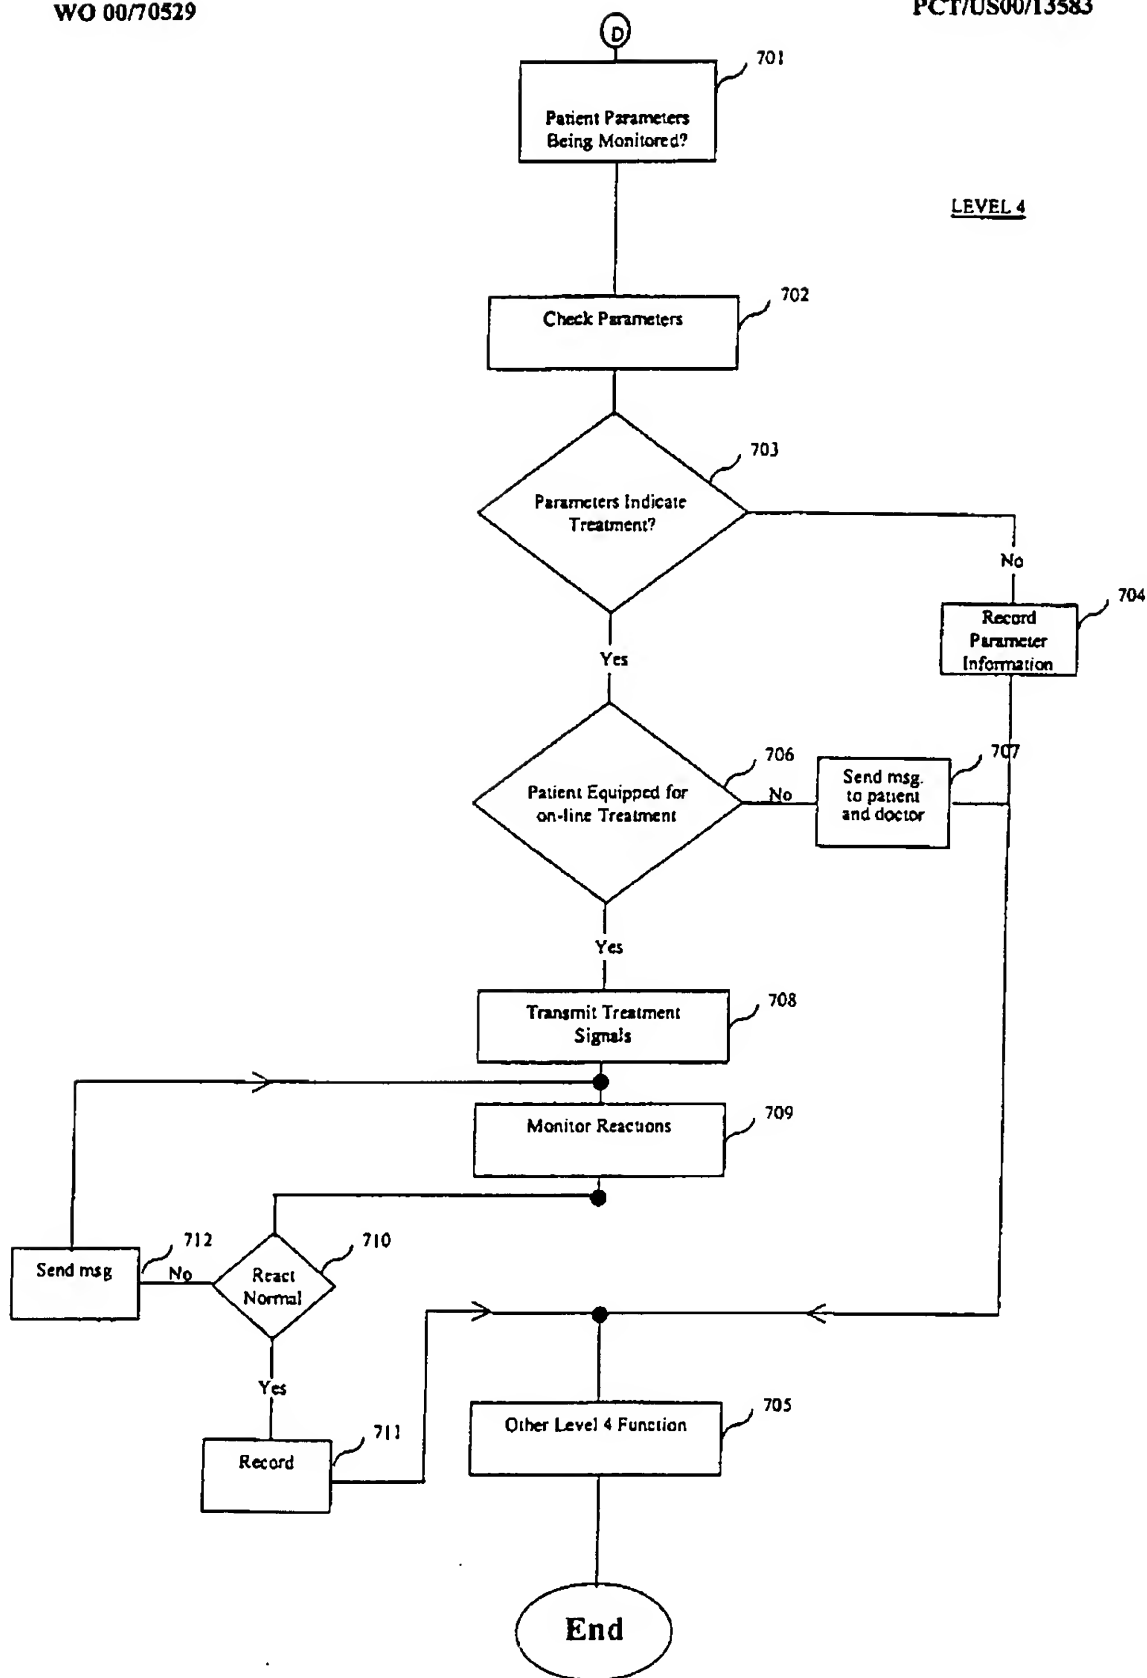 WO 00/70529
PCT/US00/13583
D
701
Patient Parameters
Being Monitored?
LEVEL 4
702
Check Parameters
703
Parameters Indicate
Treatment?
No
704
Record
Parameter
Information
Yes
706
Patient Equipped for
on-line Treatment
No
707
Send msg.
to patient
and doctor
Yes
708
Transmit Treatment
Signals
709
Monitor Reactions
712
Send msg
No
710
React
Normal
Yes
711
Record
705
Other Level 4 Function
End